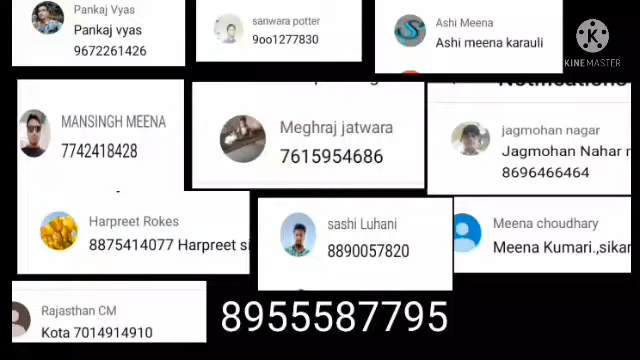 Pankaj Vyas
Pankaj vyas
9672261426
sanwara potter
9oo1277830
Ashi Meena
Ashi meena karauli
KINEMASTER
MANSINGH MEENA
7742418428
Meghraj jatwara
7615954686
Notifications
jagmohan nagar
Jagmohan Nahar
8696466464
Harpreet Rokes
8875414077 Harpreet
sashi Luhani
8890057820
Meena choudhary
Meena Kumari.,sikar
Rajasthan CM
Kota 7014914910
8955587795